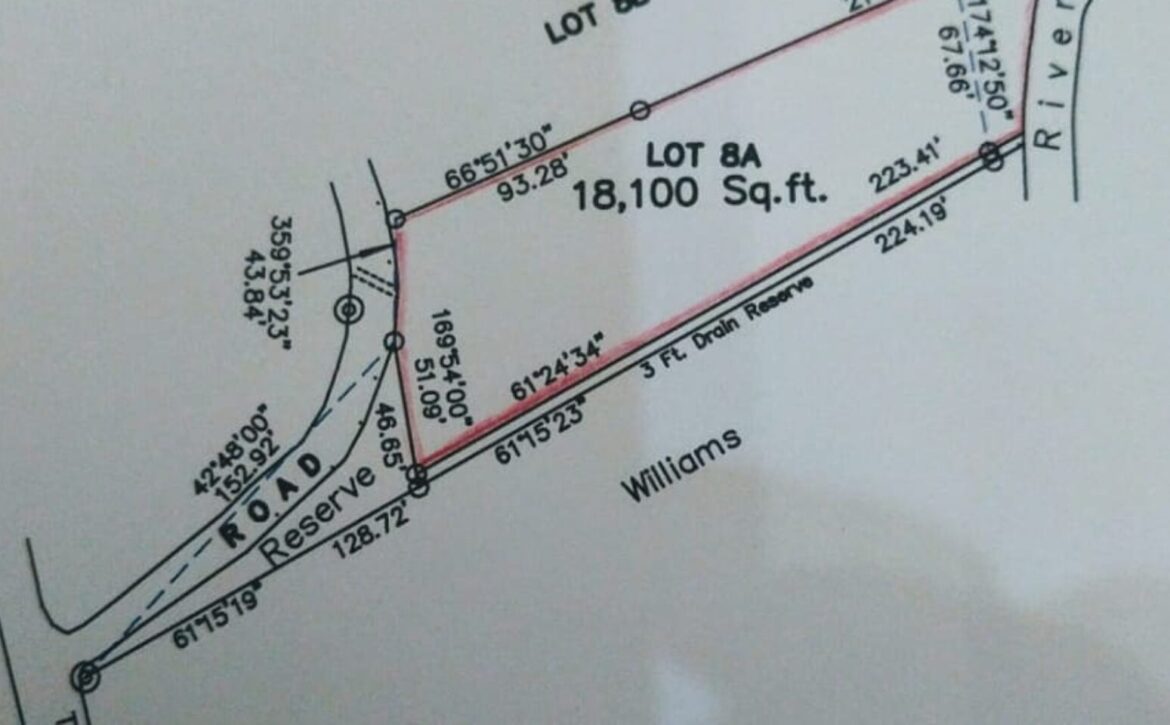 LOT 8B
174°12'50"
67.66'
River
66°51'30"
93.28'
LOT 8A
18,100 Sq.ft.
223.41'
224.19'
359°53'23"
43.84'
169°54'00"
51.09'
61°24'34"
3 Ft. Drain Reserve
46.65'
61°15'23"
42°48'00"
152.92'
ROAD
Reserve
128.72'
Williams
61°15'19"